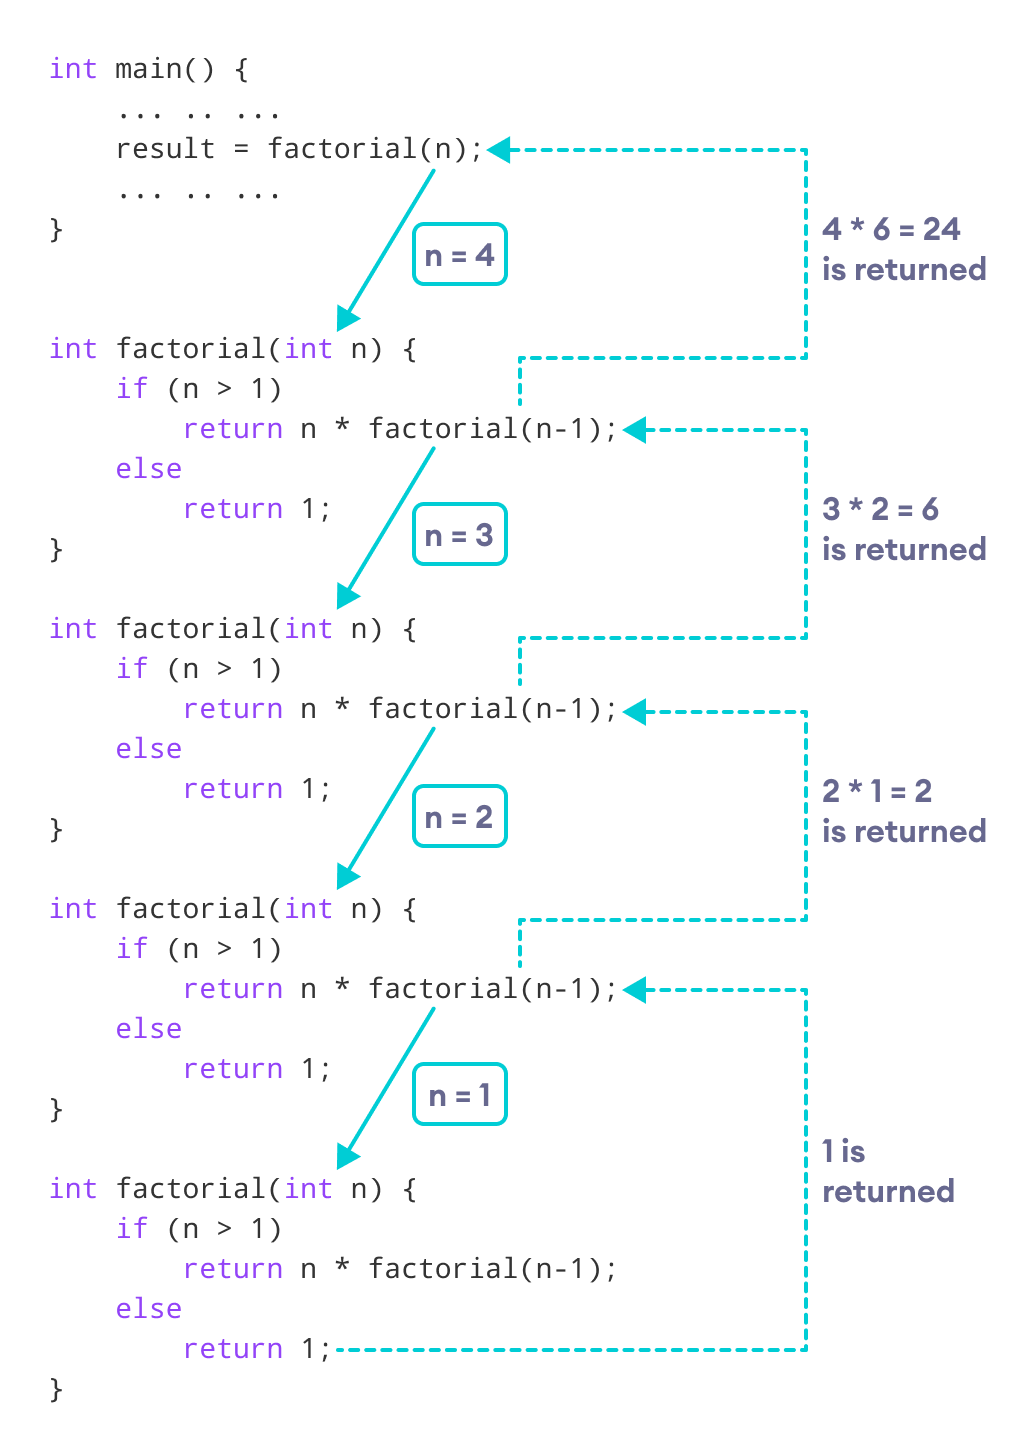 int main() {
... .. ...
result = factorial(n);
... .. ...
}
4 * 6 = 24
is returned
n = 4
int factorial(int n) {
if (n > 1)
return n * factorial(n-1);
else
return 1;
}
3 * 2 = 6
is returned
n = 3
int factorial(int n) {
if (n > 1)
return n * factorial(n-1);
else
return 1;
}
2 * 1 = 2
is returned
n = 2
int factorial(int n) {
if (n > 1)
return n * factorial(n-1);
else
return 1;
}
n = 1
1 is
returned
int factorial(int n) {
if (n > 1)
return n * factorial(n-1);
else
return 1;
}